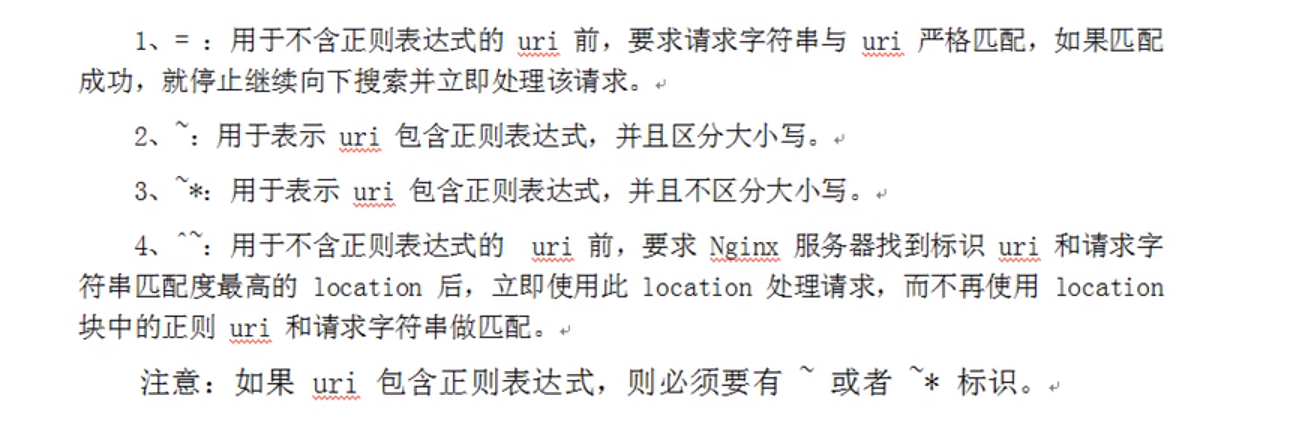 1、= ：用于不含正则表达式的 uri 前，要求请求字符串与 uri 严格匹配，如果匹配
成功，就停止继续向下搜索并立即处理该请求。
2、~：用于表示 uri 包含正则表达式，并且区分大小写。
3、~*：用于表示 uri 包含正则表达式，并且不区分大小写。
4、^~：用于不含正则表达式的 uri 前，要求 Nginx 服务器找到标识 uri 和请求字
符串匹配度最高的 location 后，立即使用此 location 处理请求，而不再使用 location
块中的正则 uri 和请求字符串做匹配。
注意：如果 uri 包含正则表达式，则必须要有 ~ 或者 ~* 标识。